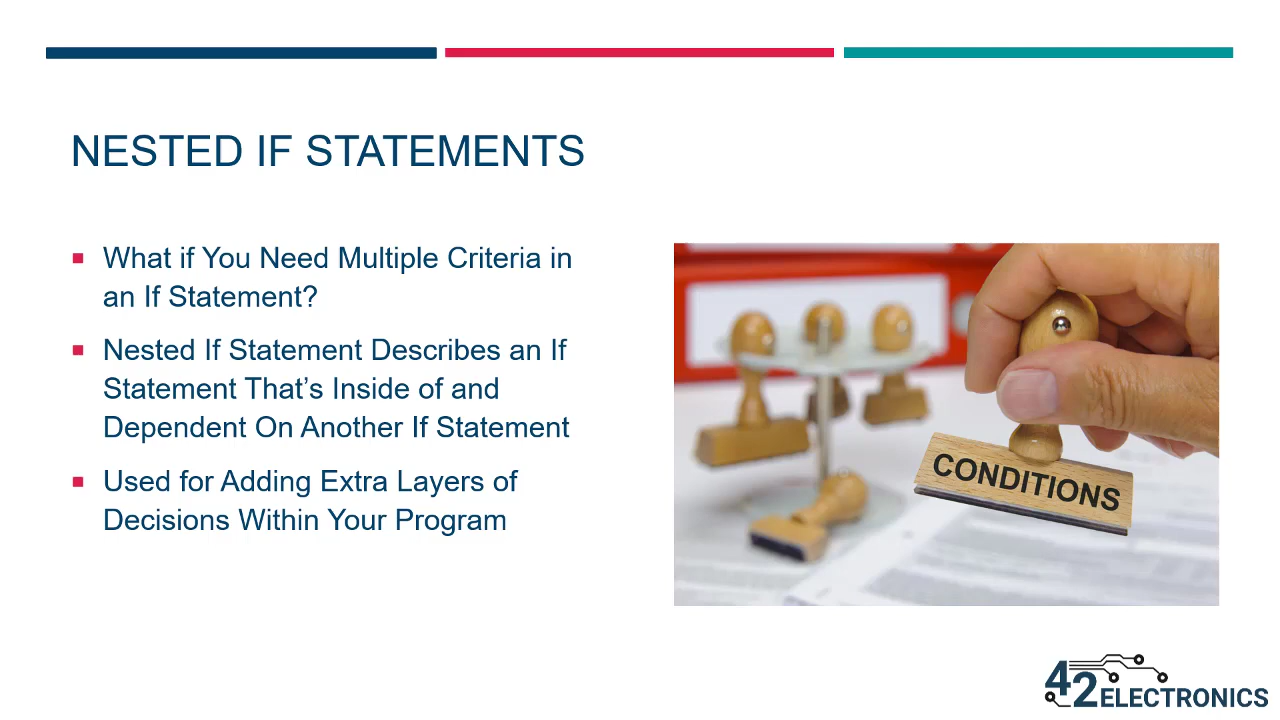 NESTED IF STATEMENTS
What if You Need Multiple Criteria in
an If Statement?
Nested If Statement Describes an If
Statement That’s Inside of and
Dependent On Another If Statement
Used for Adding Extra Layers of
Decisions Within Your Program
CONDITIONS
42 ELECTRONICS